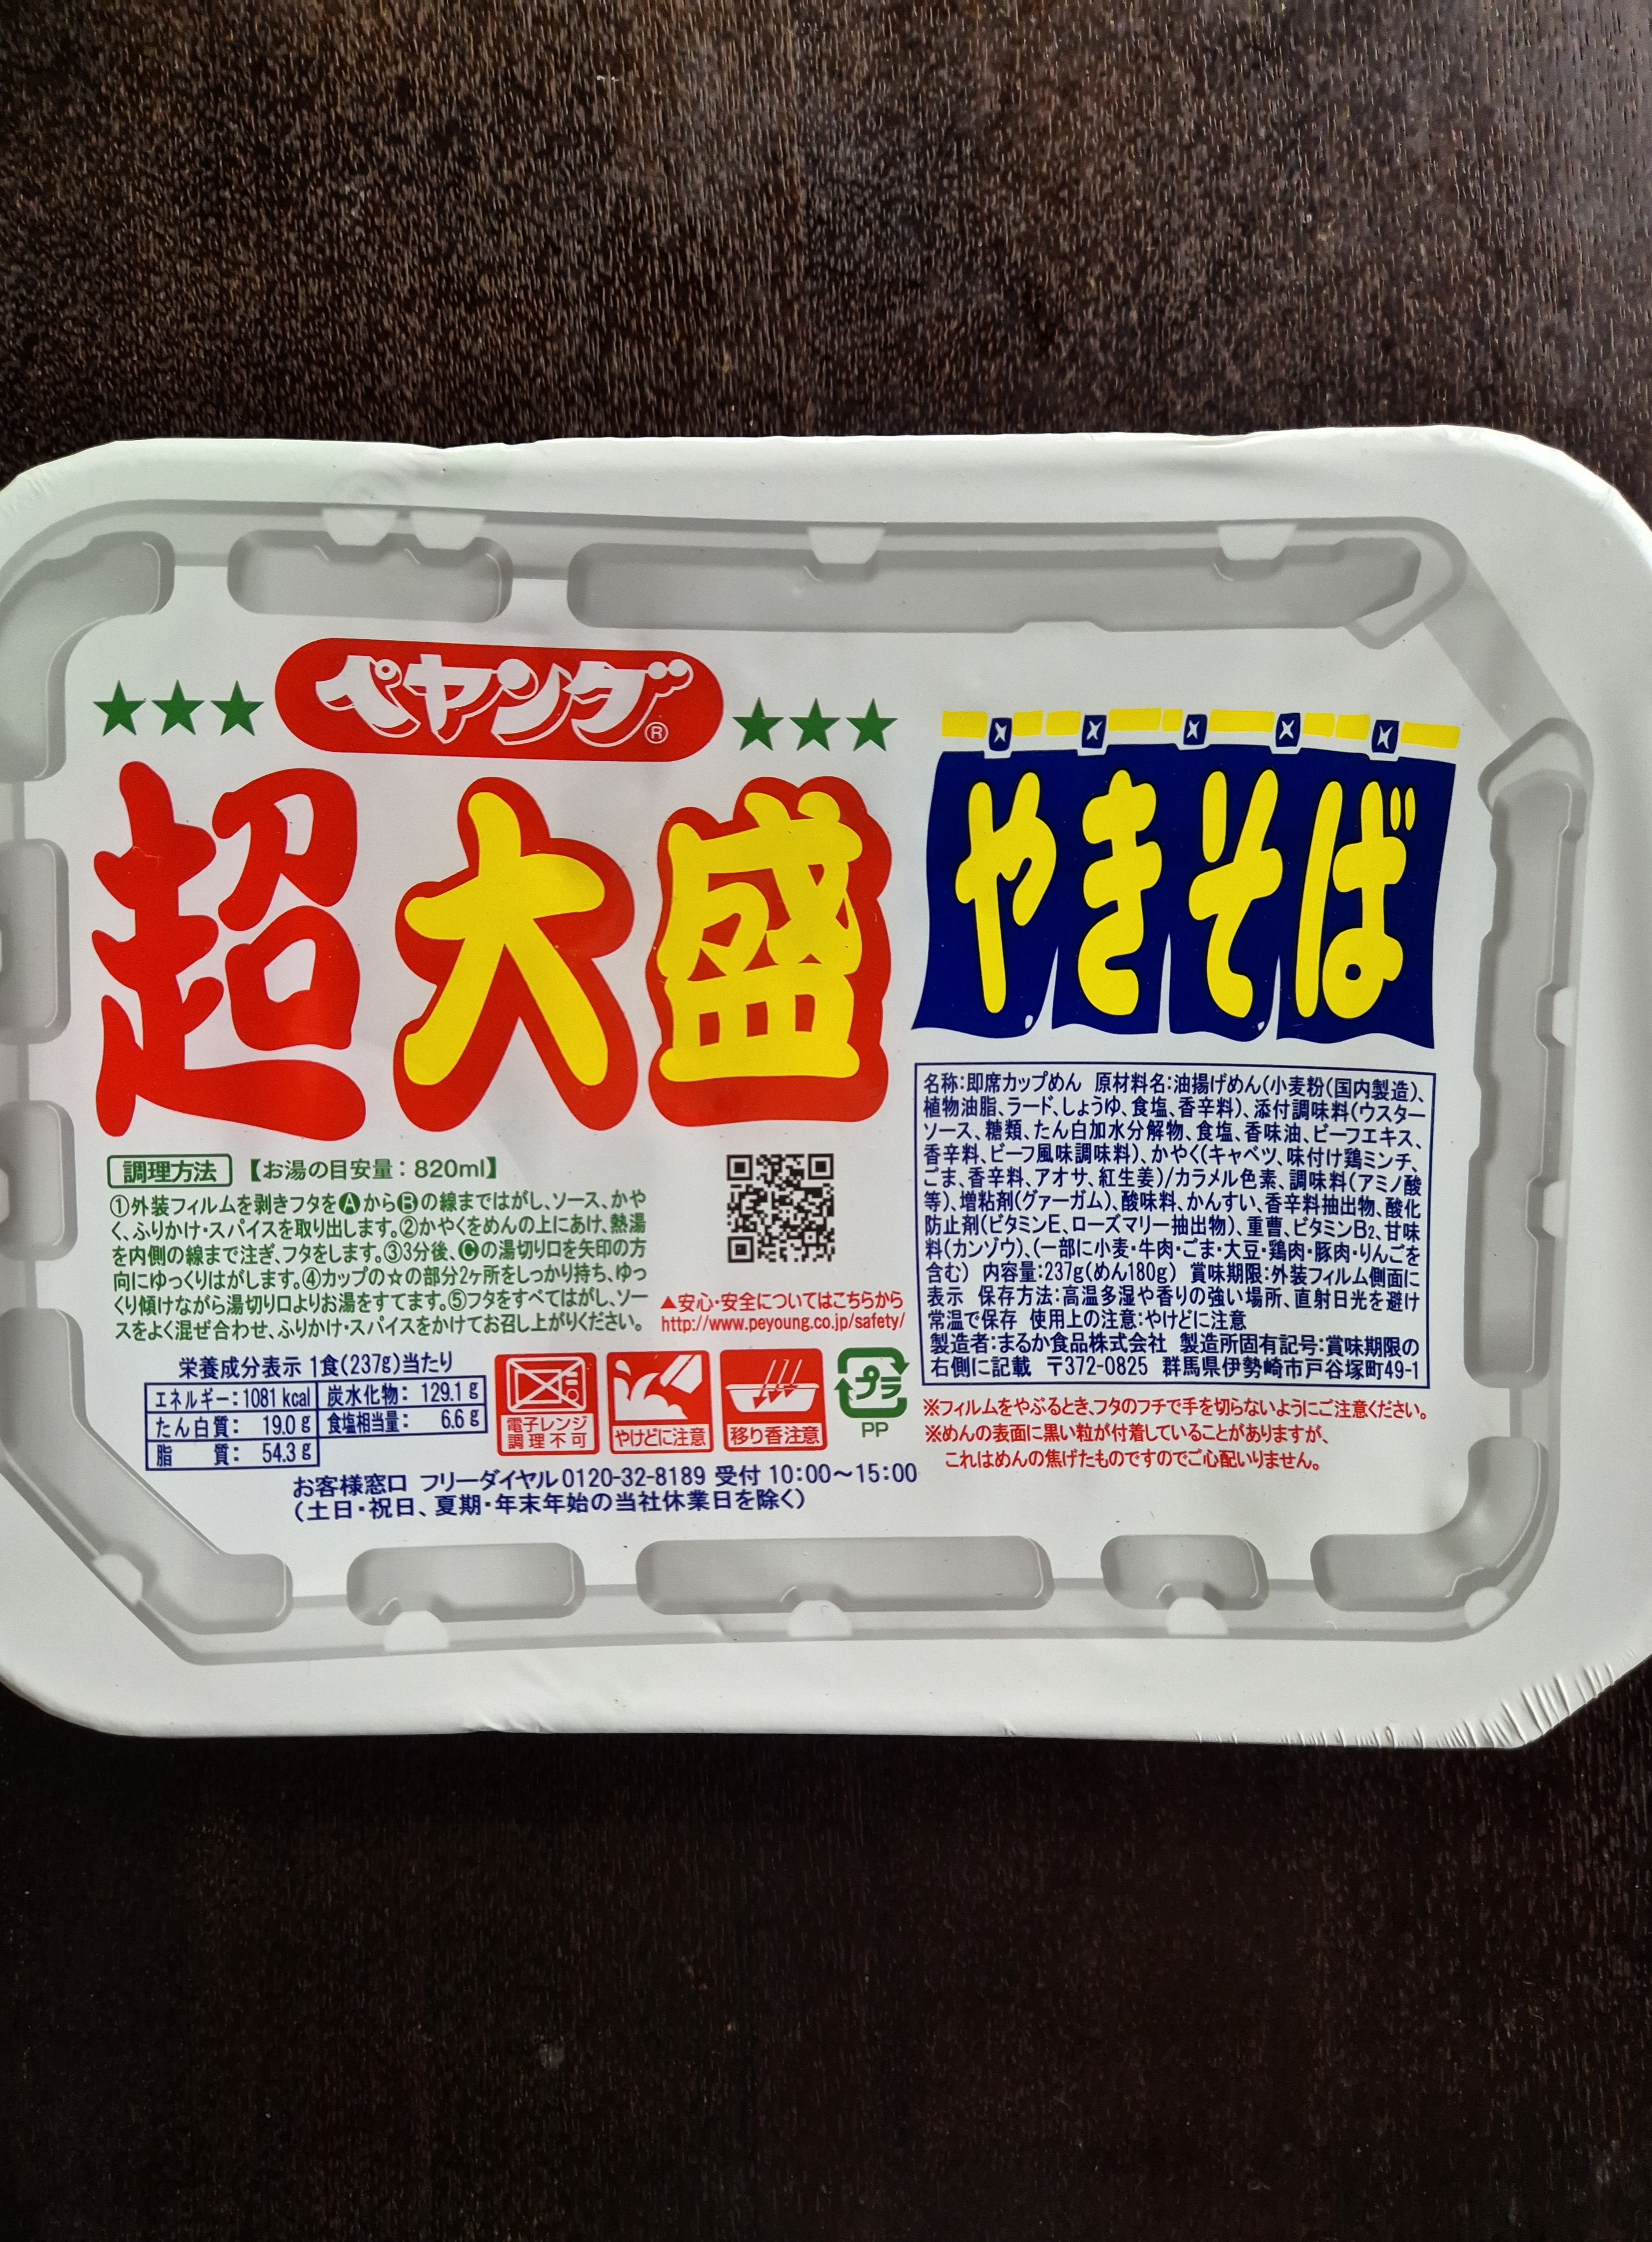 ペヤング®
超大盛
やきそば
調理方法 【お湯の目安量:820ml】
①外装フィルムを剥きフタをAからBの線まではがし、ソース、かや
く、ふりかけ・スパイスを取り出します。②かやくをめんの上にあけ、熱湯
を内側の線まで注ぎ、フタをします。③3分後、Cの湯切り口を矢印の方
向にゆっくりはがします。④カップの☆の部分2ヶ所をしっかり持ち、ゆっ
くり傾けながら湯切り口よりお湯をすてます。⑤フタをすべてはがし、ソー
スをよく混ぜ合わせ、ふりかけ・スパイスをかけてお召し上がりください。
▲安心・安全についてはこちらから
http://www.peyoung.co.jp/safety/
栄養成分表示 1食(237g)当たり
エネルギー:1081 kcal 炭水化物: 129.1 g
たん白質: 19.0 g 食塩相当量: 6.6 g
脂 質: 54.3 g
電子レンジ
調理不可
やけどに注意
移り香注意
プラ
PP
お客様窓口 フリーダイヤル0120-32-8189 受付 10:00〜15:00
(土日・祝日、夏期・年末年始の当社休業日を除く)
名称:即席カップめん 原材料名:油揚げめん(小麦粉(国内製造)、
植物油脂、ラード、しょうゆ、食塩、香辛料)、添付調味料(ウスター
ソース、糖類、たん白加水分解物、食塩、香味油、ビーフエキス、
香辛料、ビーフ風味調味料)、かやく(キャベツ、味付け鶏ミンチ、
ごま、香辛料、アオサ、紅生姜)/カラメル色素、調味料(アミノ酸
等)、増粘剤(グァーガム)、酸味料、かんすい、香辛料抽出物、酸化
防止剤(ビタミンE、ローズマリー抽出物)、重曹、ビタミンB2、甘味
料(カンゾウ)、(一部に小麦・牛肉・ごま・大豆・鶏肉・豚肉・りんごを
含む) 内容量:237g(めん180g) 賞味期限:外装フィルム側面に
表示 保存方法:高温多湿や香りの強い場所、直射日光を避け
常温で保存 使用上の注意:やけどに注意
製造者:まるか食品株式会社 製造所固有記号:賞味期限の
右側に記載 〒372-0825 群馬県伊勢崎市戸谷塚町49-1
※フィルムをやぶるとき、フタのフチで手を切らないようにご注意ください。
※めんの表面に黒い粒が付着していることがありますが、
これはめんの焦げたものですのでご心配いりません。